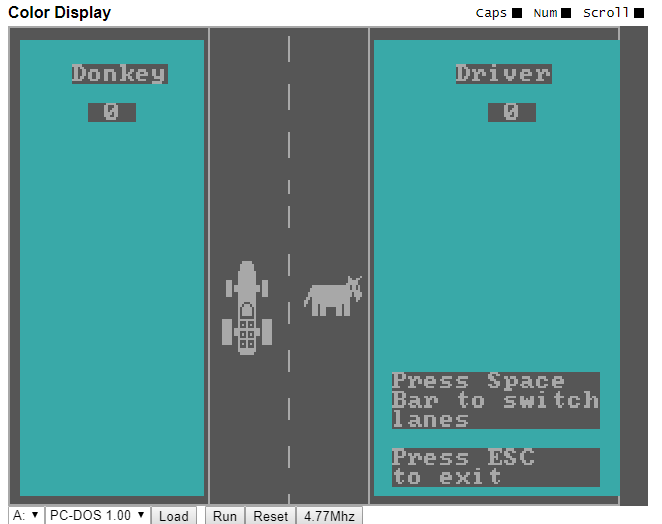 Color Display
Caps Num Scroll
Donkey
0
Driver
0
Press Space
Bar to switch
lanes
Press ESC
to exit
A: PC-DOS 1.00 Load Run Reset 4.77Mhz